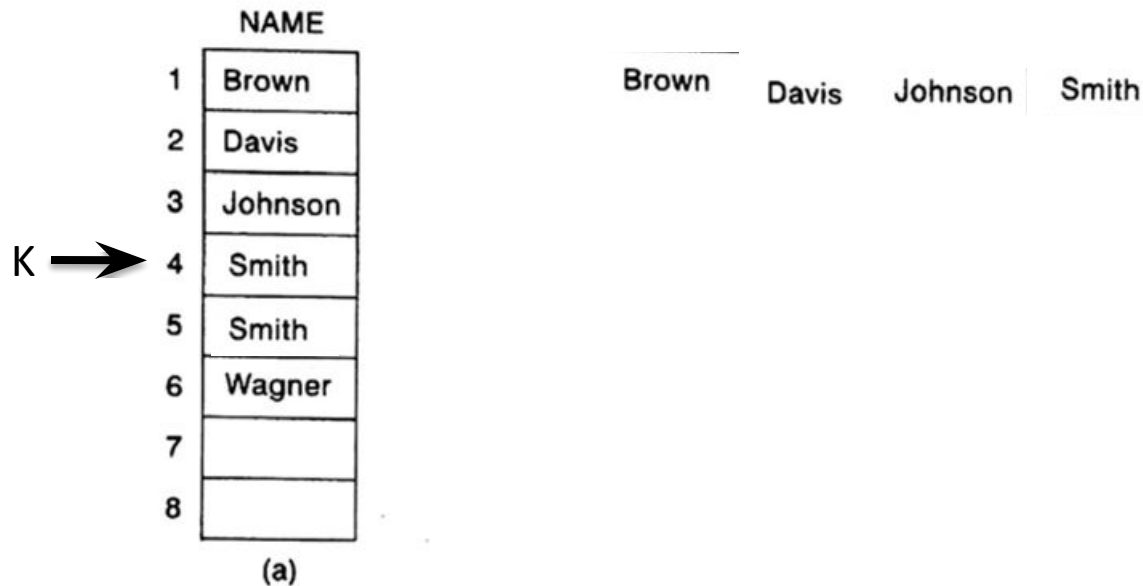 NAME
1 Brown
2 Davis
3 Johnson
K 4 Smith
5 Smith
6 Wagner
7
8
(a)
Brown Davis Johnson Smith